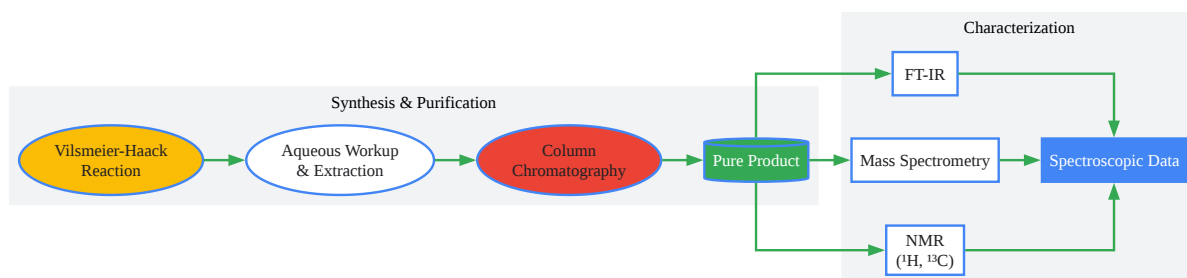 Characterization
FT-IR
Synthesis & Purification
Vilsmeier-Haack
Reaction
Aqueous Workup
& Extraction
Column
Chromatography
Pure Product
Mass Spectrometry
Spectroscopic Data
NMR
(¹H, ¹³C)